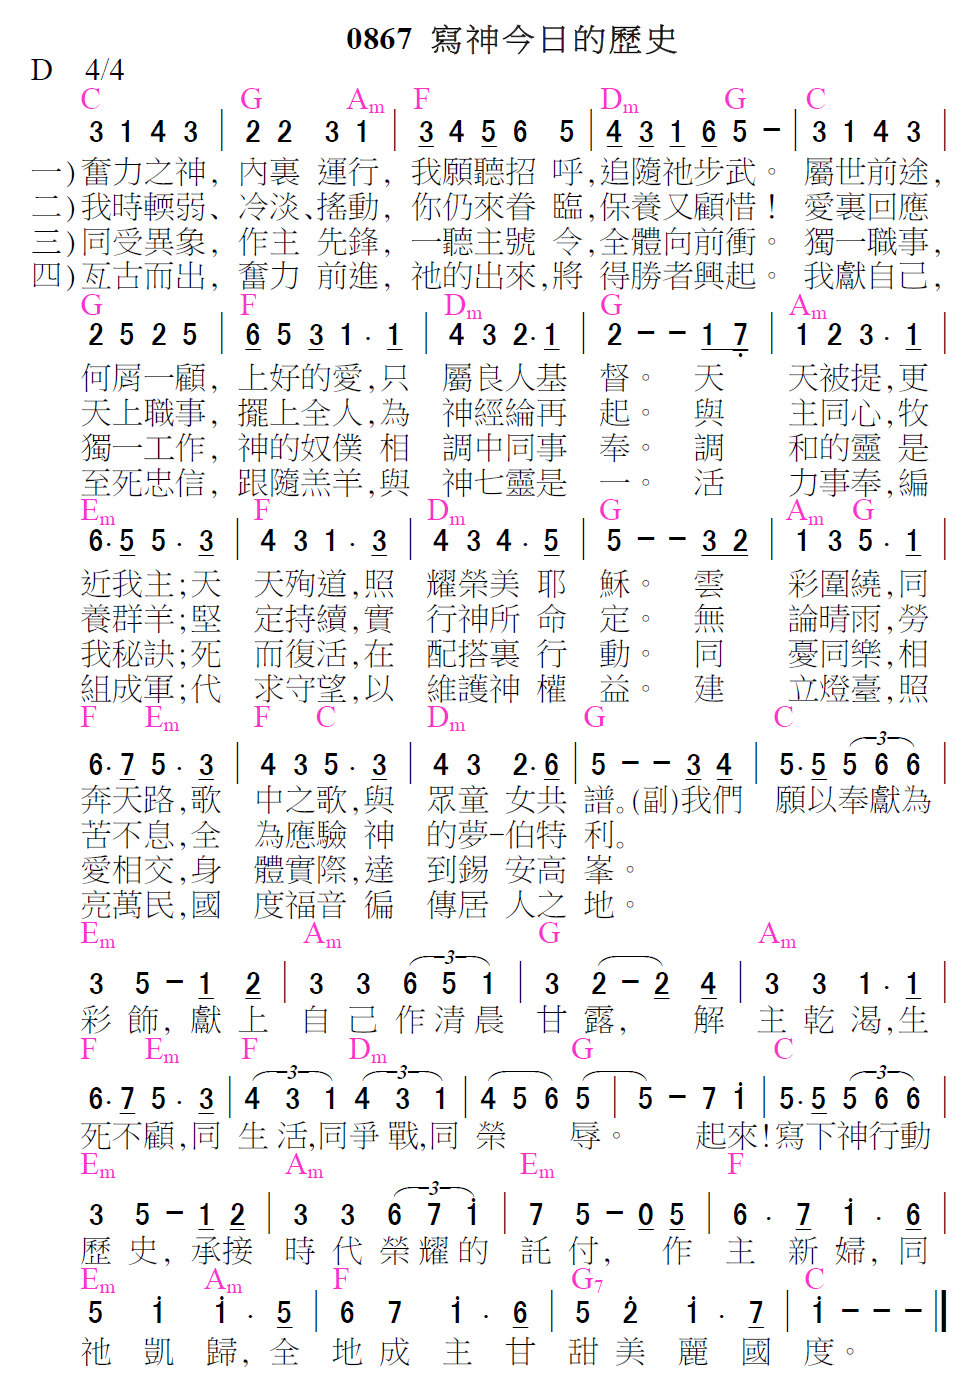 0867 寫神今日的歷史
D 4/4
C G Am F Dm G C
3 1 4 3 | 2 2 3 1 | 3 4 5 6 5 | 4 3 1 6 5 － | 3 1 4 3 |
一)奮力之神, 內裏 運行, 我願聽招 呼,追隨祂步武。 屬世前途,
二)我時輭弱、冷淡、搖動, 你仍來眷 臨,保養又顧惜! 愛裏回應
三)同受異象, 作主 先鋒, 一聽主號 令,全體向前衝。 獨一職事,
四)亙古而出, 奮力 前進, 祂的出來,將 得勝者興起。 我獻自己,
G F Dm G Am
2 5 2 5 | 6 5 3 1 · 1 | 4 3 2· 1 | 2 － － 1 7 | 1 2 3 · 1 |
何屑一顧, 上好的愛,只 屬良人基 督。 天 天被提,更
天上職事, 擺上全人,為 神經綸再 起。 與 主同心,牧
獨一工作, 神的奴僕 相 調中同事 奉。 調 和的靈 是
至死忠信, 跟隨羔羊,與 神七靈是 一。 活 力事奉,編
Em F Dm G Am G
6· 5 5 · 3 | 4 3 1 · 3 | 4 3 4 · 5 | 5 － － 3 2 | 1 3 5 · 1 |
近我主;天 天殉道,照 耀榮美 耶 穌。 雲 彩圍繞,同
養群羊;堅 定持續,實 行神所 命 定。 無 論晴雨,勞
我秘訣;死 而復活,在 配搭裏 行 動。 同 憂同樂,相
組成軍;代 求守望,以 維護神 權 益。 建 立燈臺,照
F Em F C Dm G C
6· 7 5 · 3 | 4 3 5 · 3 | 4 3 2· 6 | 5 － － 3 4 | 5· 5 5 6 6 |
奔天路,歌 中之歌,與 眾童 女共 譜。(副)我們 願以奉獻為
苦不息,全 為應驗 神 的夢－伯特 利。
愛相交,身 體實際,達 到錫 安高 峯。
亮萬民,國 度福音 徧 傳居 人之 地。
Em Am G Am
3 5 － 1 2 | 3 3 6 5 1 | 3 2 － 2 4 | 3 3 1 · 1 |
彩 飾, 獻 上 自 己 作 清 晨 甘 露, 解 主 乾 渴,生
F Em F Dm G C
6· 7 5 · 3 | 4 3 1 4 3 1 | 4 5 6 5 | 5 － 7 1 | 5· 5 5 6 6 |
死不顧,同 生 活,同爭 戰,同 榮 辱。 起來!寫下神行動
Em Am Em F
3 5 － 1 2 | 3 3 6 7 1 | 7 5 － 0 5 | 6 · 7 1 · 6 |
歷 史, 承接 時 代 榮耀 的 託 付, 作 主 新 婦, 同
Em Am F G7 C
5 1 1 · 5 | 6 7 1 · 6 | 5 2 1 · 7 | 1 － － － ||
祂 凱 歸, 全 地 成 主 甘 甜 美 麗 國 度。